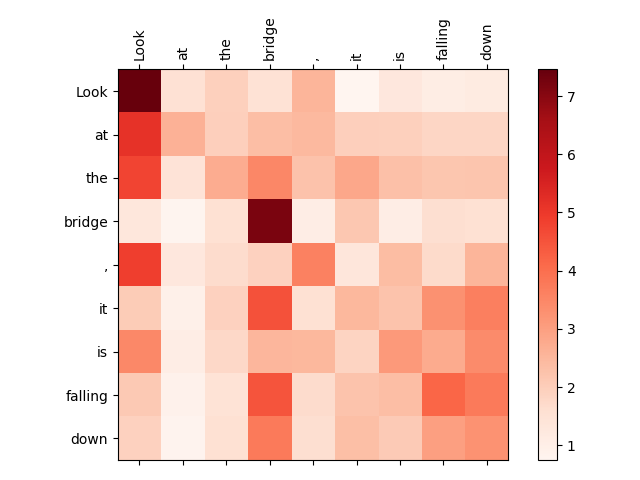 Look at the bridge , it is falling down
Look
at
the
bridge
,
it
is
falling
down
7
6
5
4
3
2
1